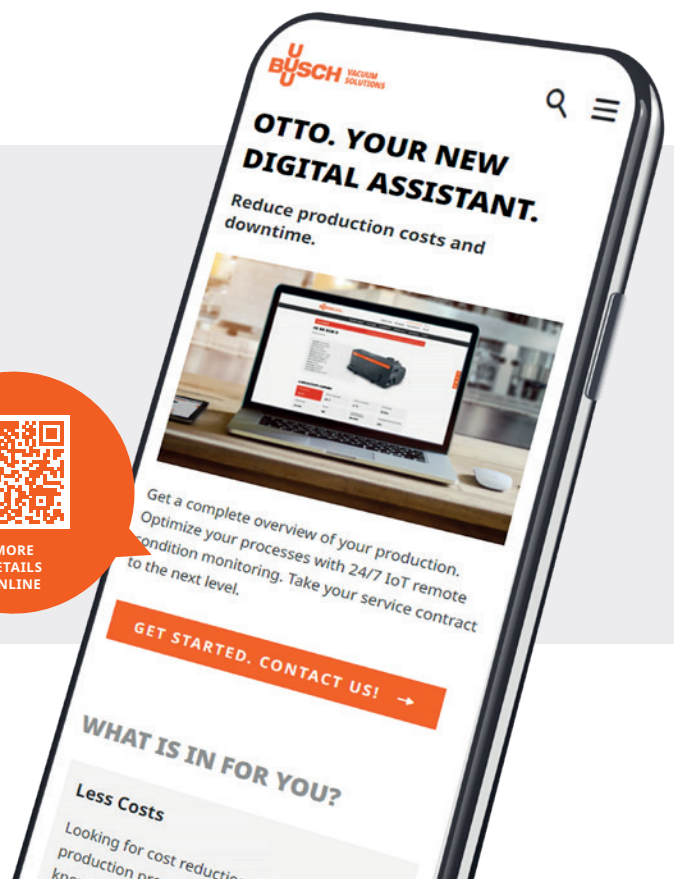 BUSCH VACUUM
SOLUTIONS
OTTO. YOUR NEW
DIGITAL ASSISTANT.
Reduce production costs and
downtime.
Get a complete overview of your production.
Optimize your processes with 24/7 IoT remote
condition monitoring. Take your service contract
to the next level.
GET STARTED. CONTACT US! →
WHAT IS IN FOR YOU?
Less Costs
Looking for cost
production
MORE
DETAILS
ONLINE